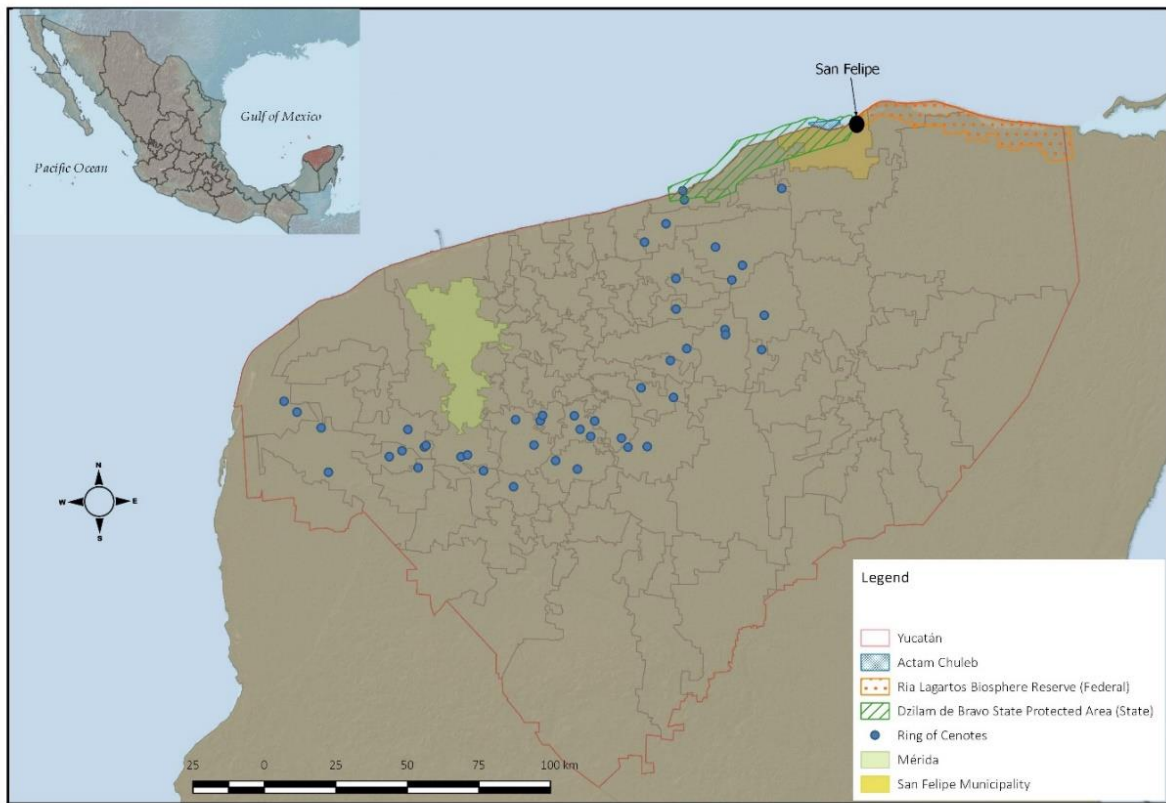 Gulf of Mexico
Pacific Ocean
San Felipe
N
W E
S
Legend
Yucatán
Actam Chuleb
Ria Lagartos Biosphere Reserve (Federal)
Dzilam de Bravo State Protected Area (State)
Ring of Cenotes
Mérida
San Felipe Municipality
25 0 25 50 75 100 km